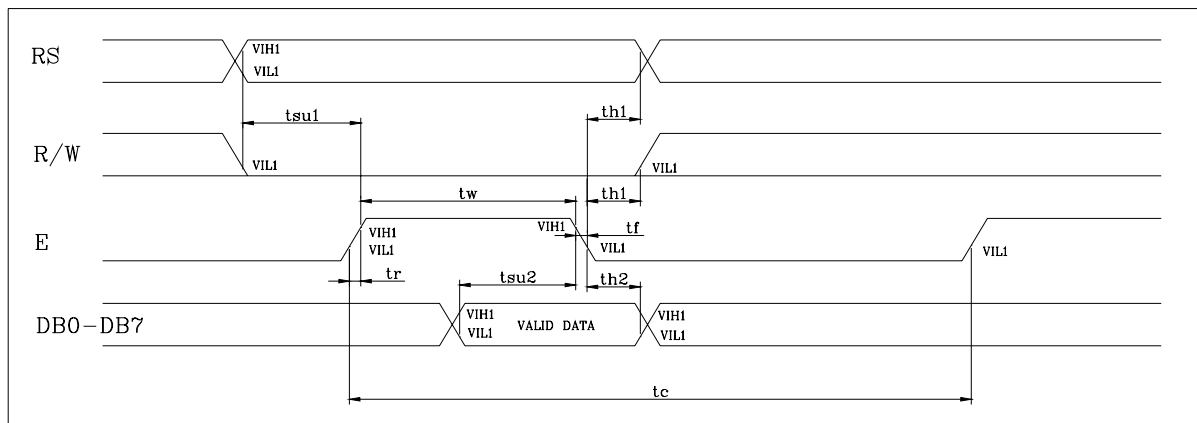 RS
VIH1
VIL1
tsu1
th1
R/W
VIL1
VIL1
tw
th1
E
VIH1
VIL1
VIH1
tf
VIL1
VIL1
tr
tsu2
th2
DB0-DB7
VIH1
VIL1
VALID DATA
VIH1
VIL1
tc